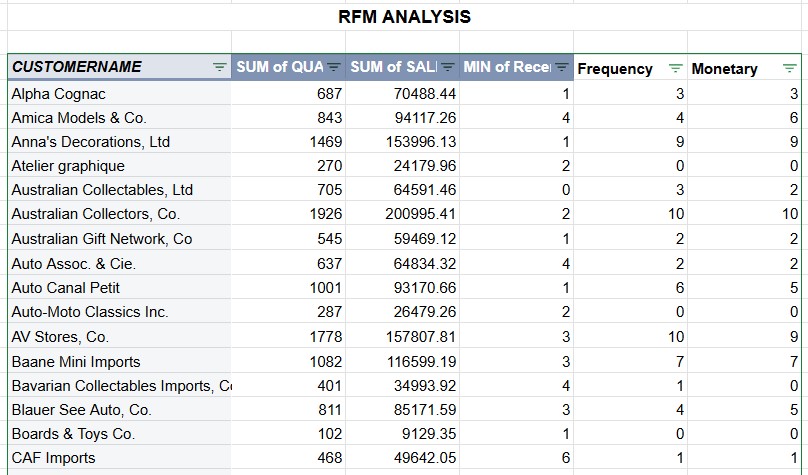 RFM ANALYSIS
CUSTOMERNAME SUM of QUA SUM of SAL MIN of Rece Frequency Monetary
Alpha Cognac 687 70488.44 1 3 3
Amica Models & Co. 843 94117.26 4 4 6
Anna's Decorations, Ltd 1469 153996.13 1 9 9
Atelier graphique 270 24179.96 2 0 0
Australian Collectables, Ltd 705 64591.46 0 3 2
Australian Collectors, Co. 1926 200995.41 2 10 10
Australian Gift Network, Co 545 59469.12 1 2 2
Auto Assoc. & Cie. 637 64834.32 4 2 2
Auto Canal Petit 1001 93170.66 1 6 5
Auto-Moto Classics Inc. 287 26479.26 2 0 0
AV Stores, Co. 1778 157807.81 3 10 9
Baane Mini Imports 1082 116599.19 3 7 7
Bavarian Collectables Imports, Co 401 34993.92 4 1 0
Blauer See Auto, Co. 811 85171.59 3 4 5
Boards & Toys Co. 102 9129.35 1 0 0
CAF Imports 468 49642.05 6 1 1